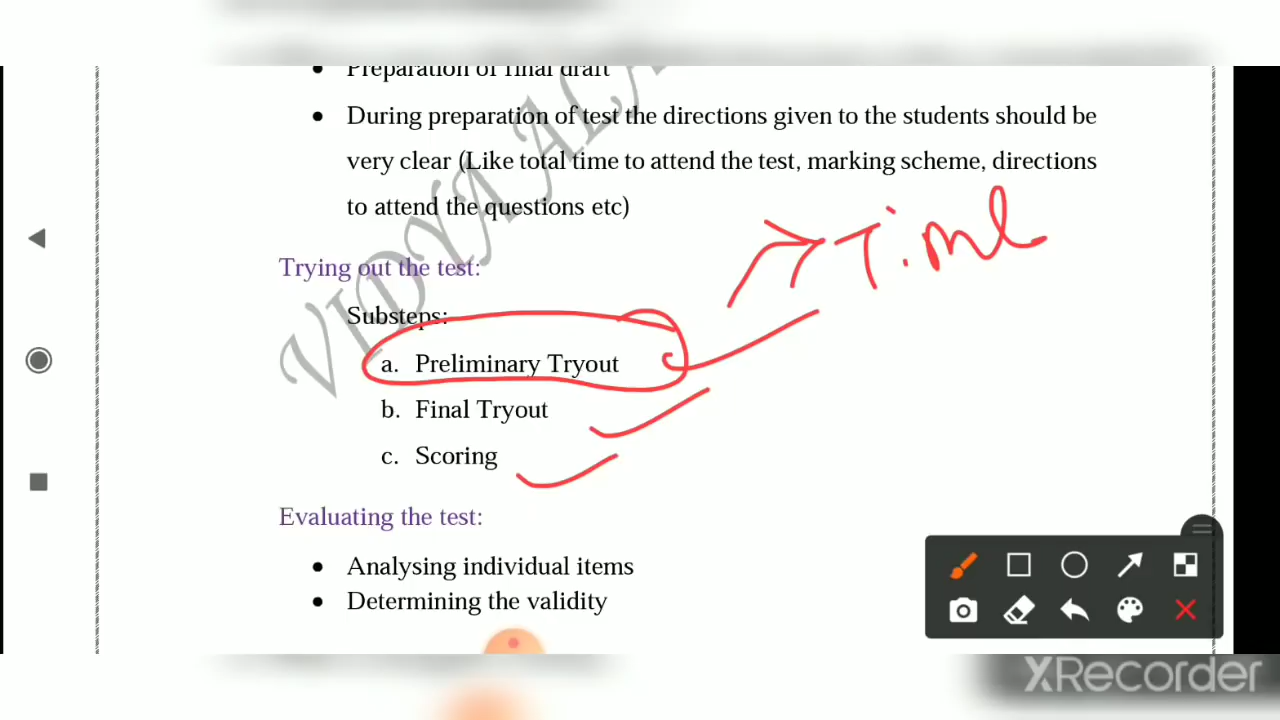 Preparation of final draft
During preparation of test the directions given to the students should be
very clear (Like total time to attend the test, marking scheme, directions
to attend the questions etc)
Time
Trying out the test:
Substeps:
a. Preliminary Tryout
b. Final Tryout
c. Scoring
Evaluating the test:
Analysing individual items
Determining the validity
XRecorder